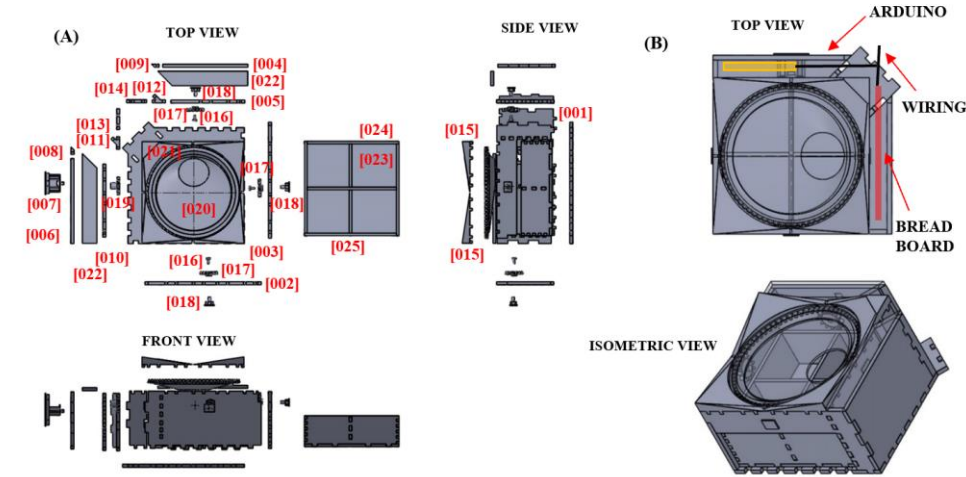 (A)
TOP VIEW
SIDE VIEW
(B)
TOP VIEW
ARDUINO
[009]
[004]
[022]
[014]
[012]
[018]
[005]
[017]
[016]
[013]
[011]
[021]
[008]
[007]
[019]
[020]
[017]
[018]
[024]
[023]
[006]
[010]
[003]
[025]
[022]
[016]
[017]
[002]
[018]
[015]
[001]
[015]
WIRING
BREAD
BOARD
FRONT VIEW
ISOMETRIC VIEW